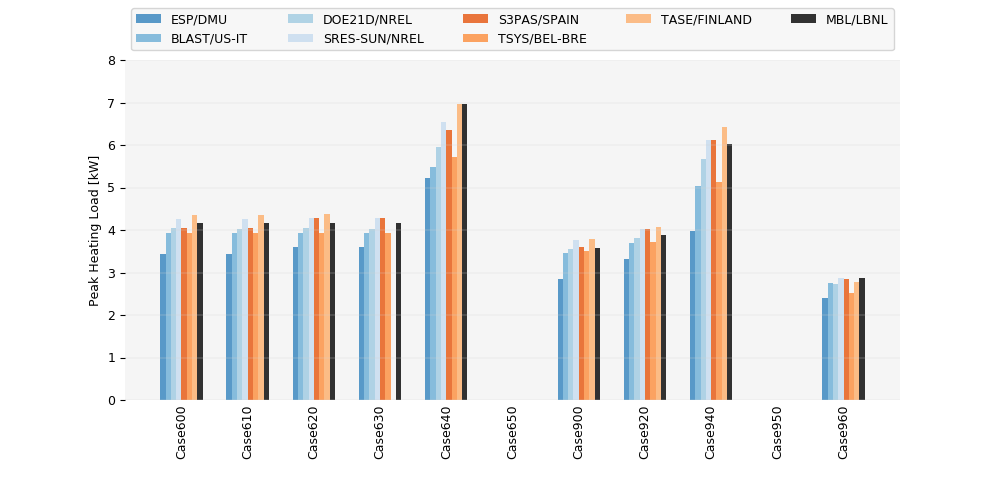 ESP/DMU DOE21D/NREL S3PAS/SPAIN TASE/FINLAND MBL/LBNL
BLAST/US-IT SRES-SUN/NREL TSYS/BEL-BRE
8
7
6
5
4
3
2
1
0
Peak Heating Load [kW]
Case600
Case610
Case620
Case630
Case640
Case650
Case900
Case920
Case940
Case950
Case960